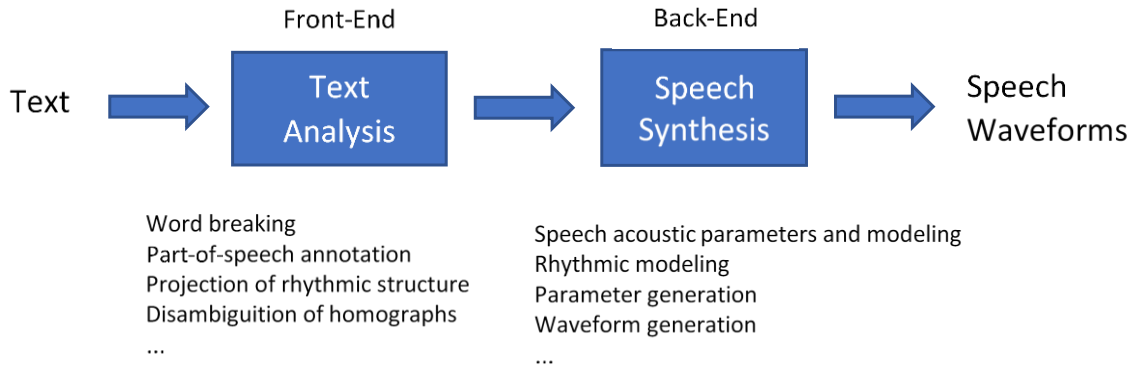 Front-End
Back-End
Text
Text
Analysis
Speech
Synthesis
Speech
Waveforms
Word breaking
Part-of-speech annotation
Projection of rhythmic structure
Disambiguition of homographs
...
Speech acoustic parameters and modeling
Rhythmic modeling
Parameter generation
Waveform generation
...